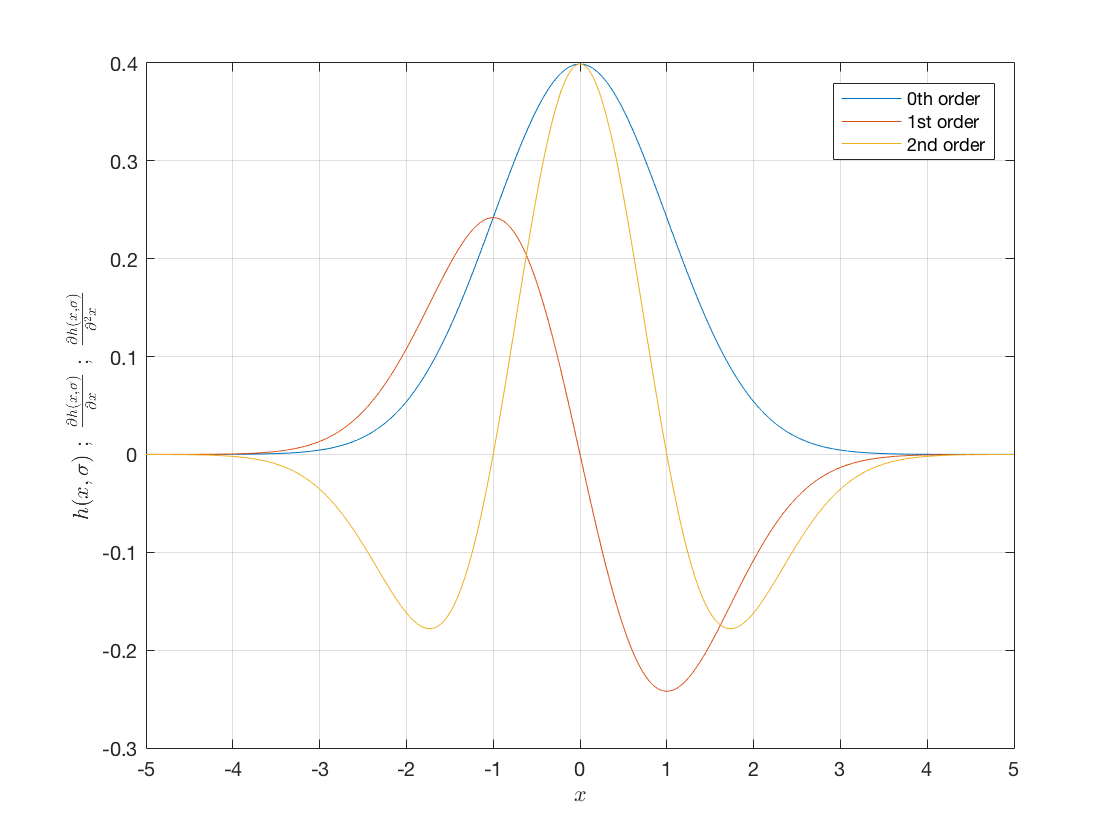 0.4
0.3
0.2
0.1
0
-0.1
-0.2
-0.3
-5 -4 -3 -2 -1 0 1 2 3 4 5
x
h(x, σ) ; ∂h(x,σ)/∂x ; ∂h(x,σ)/∂²x
0th order
1st order
2nd order